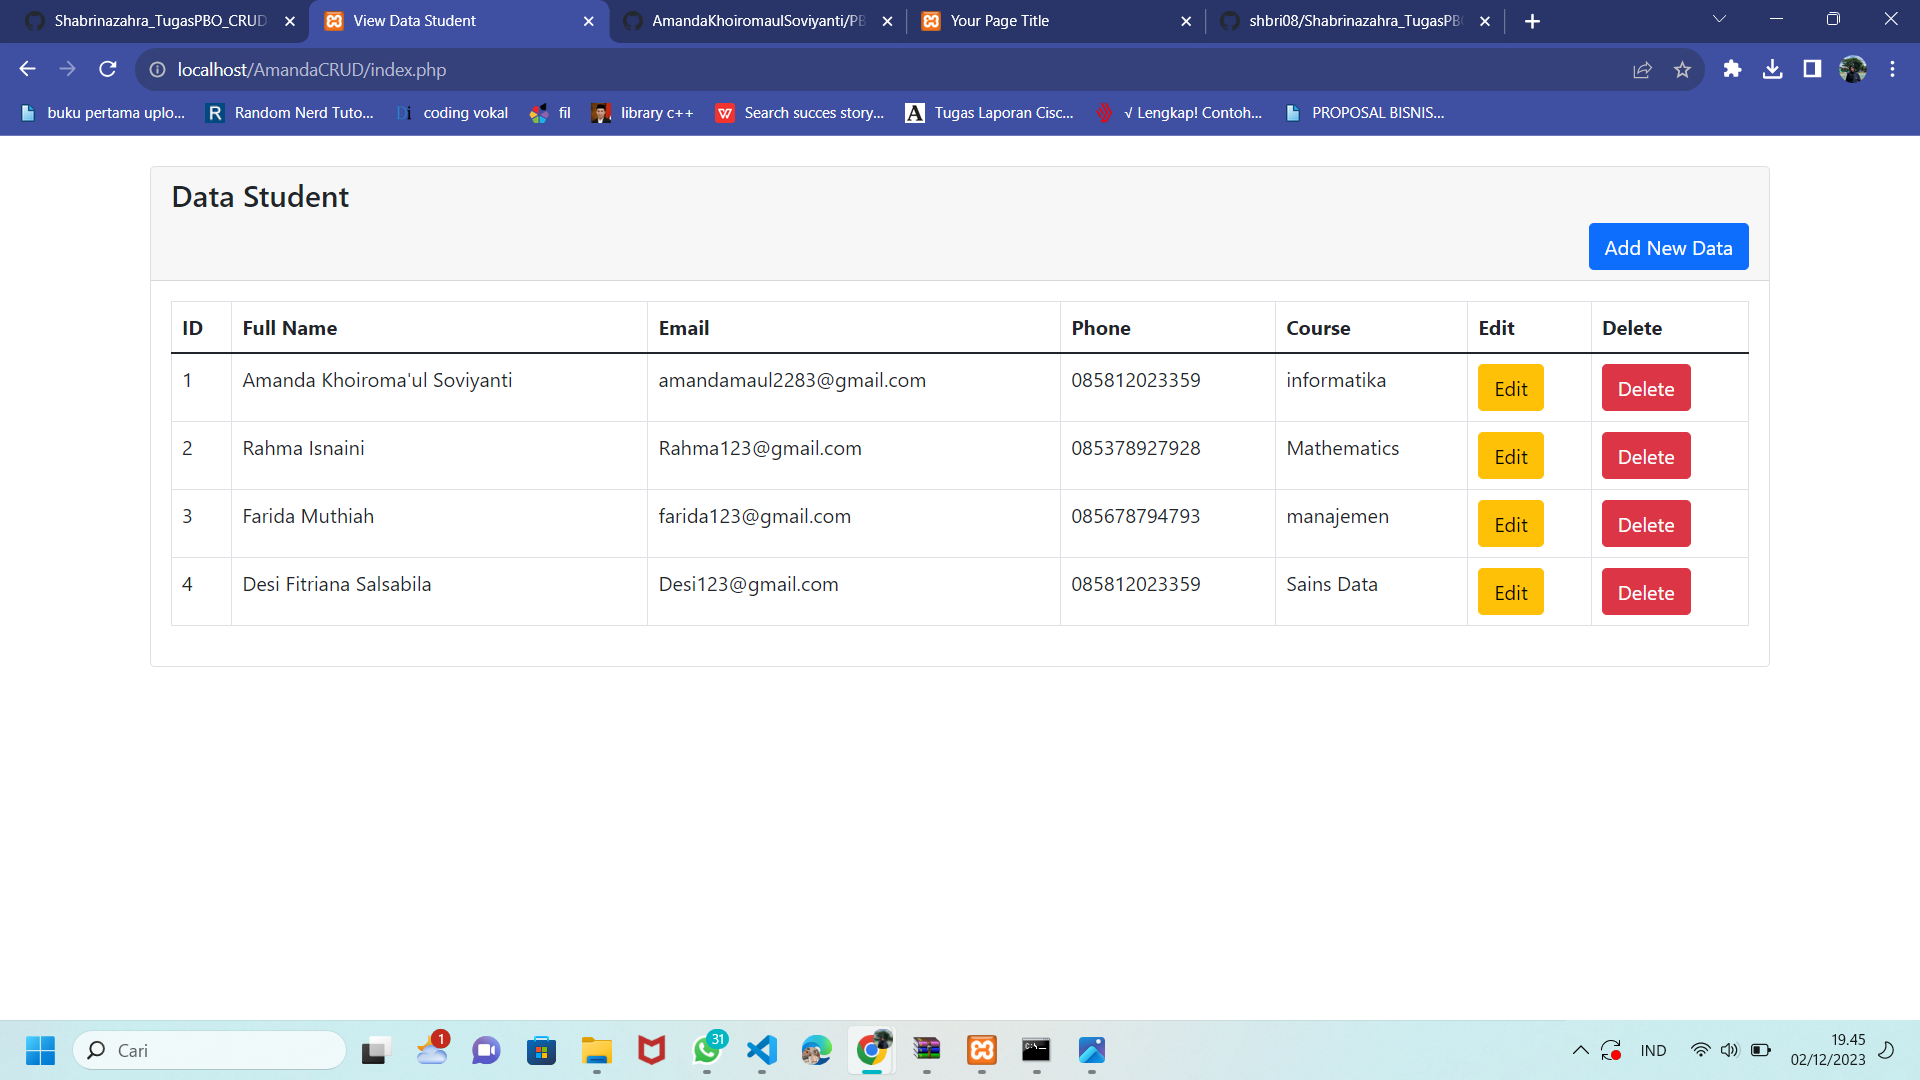 Shabrinazahra_TugasPBO_CRUD
View Data Student
AmandaKhoiromaulSoviyanti/PB
Your Page Title
shbri08/Shabrinazahra_TugasPB
localhost/AmandaCRUD/index.php
buku pertama uplo...
R Random Nerd Tuto...
Di coding vokal
fil
library c++
W Search succes story...
A Tugas Laporan Cisc...
√ Lengkap! Contoh...
PROPOSAL BISNIS...
Data Student
Add New Data
ID Full Name Email Phone Course Edit Delete
1 Amanda Khoiroma'ul Soviyanti amandamaul2283@gmail.com 085812023359 informatika Edit Delete
2 Rahma Isnaini Rahma123@gmail.com 085378927928 Mathematics Edit Delete
3 Farida Muthiah farida123@gmail.com 085678794793 manajemen Edit Delete
4 Desi Fitriana Salsabila Desi123@gmail.com 085812023359 Sains Data Edit Delete
Cari
1
31
IND
19.45
02/12/2023